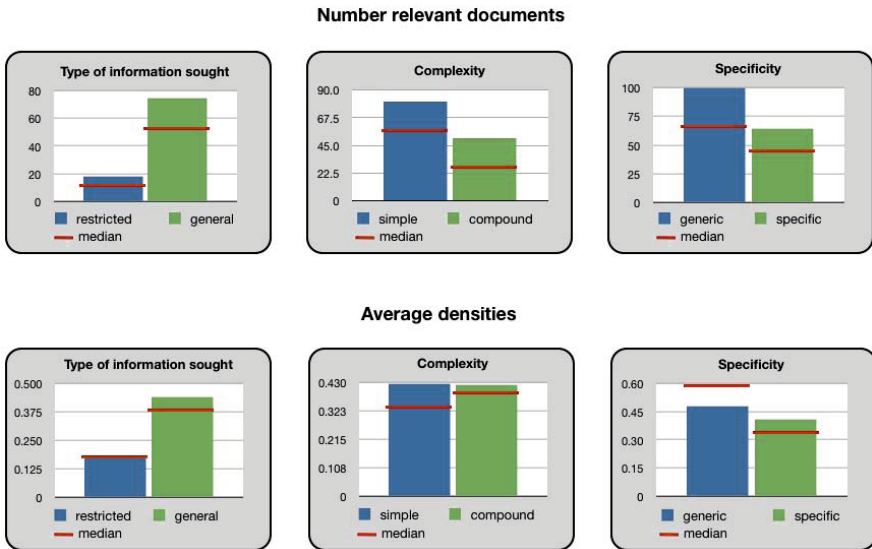 Number relevant documents
Type of information sought
80
60
40
20
0
restricted general
median
Complexity
90.0
67.5
45.0
22.5
0
simple compound
median
Specificity
100
75
50
25
0
generic specific
median
Average densities
Type of information sought
0.500
0.375
0.250
0.125
0
restricted general
median
Complexity
0.430
0.323
0.215
0.108
0
simple compound
median
Specificity
0.60
0.45
0.30
0.15
0
generic specific
median